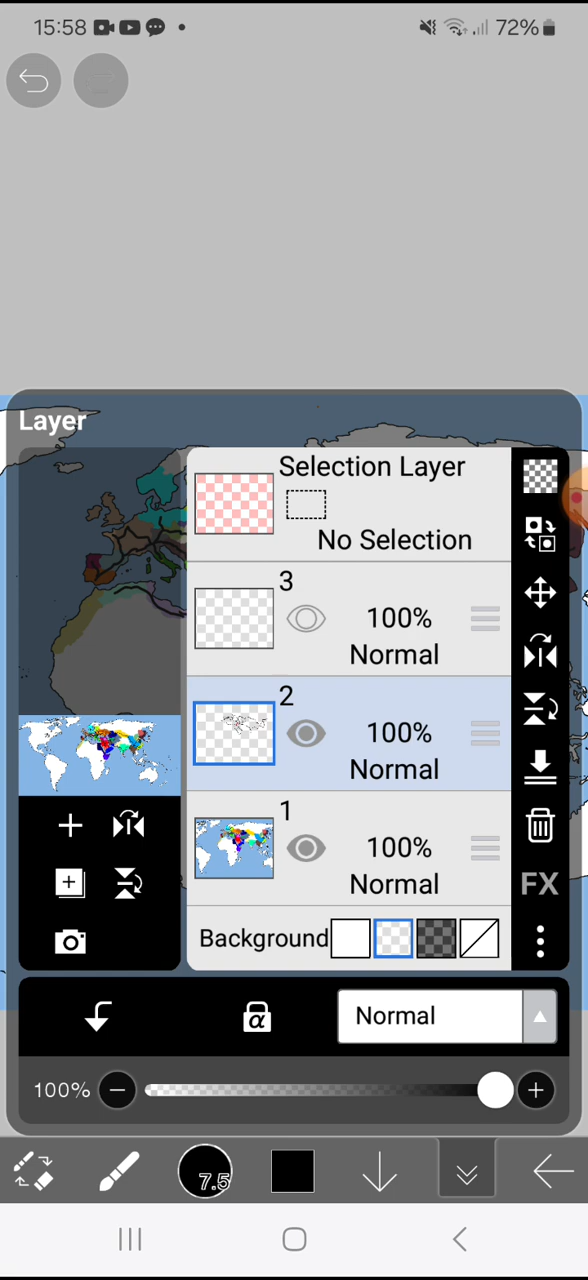 15:58
72%
Layer
Selection Layer
No Selection
3
100%
Normal
2
100%
Normal
1
100%
Normal
FX
Background
α
Normal
100%
7.5